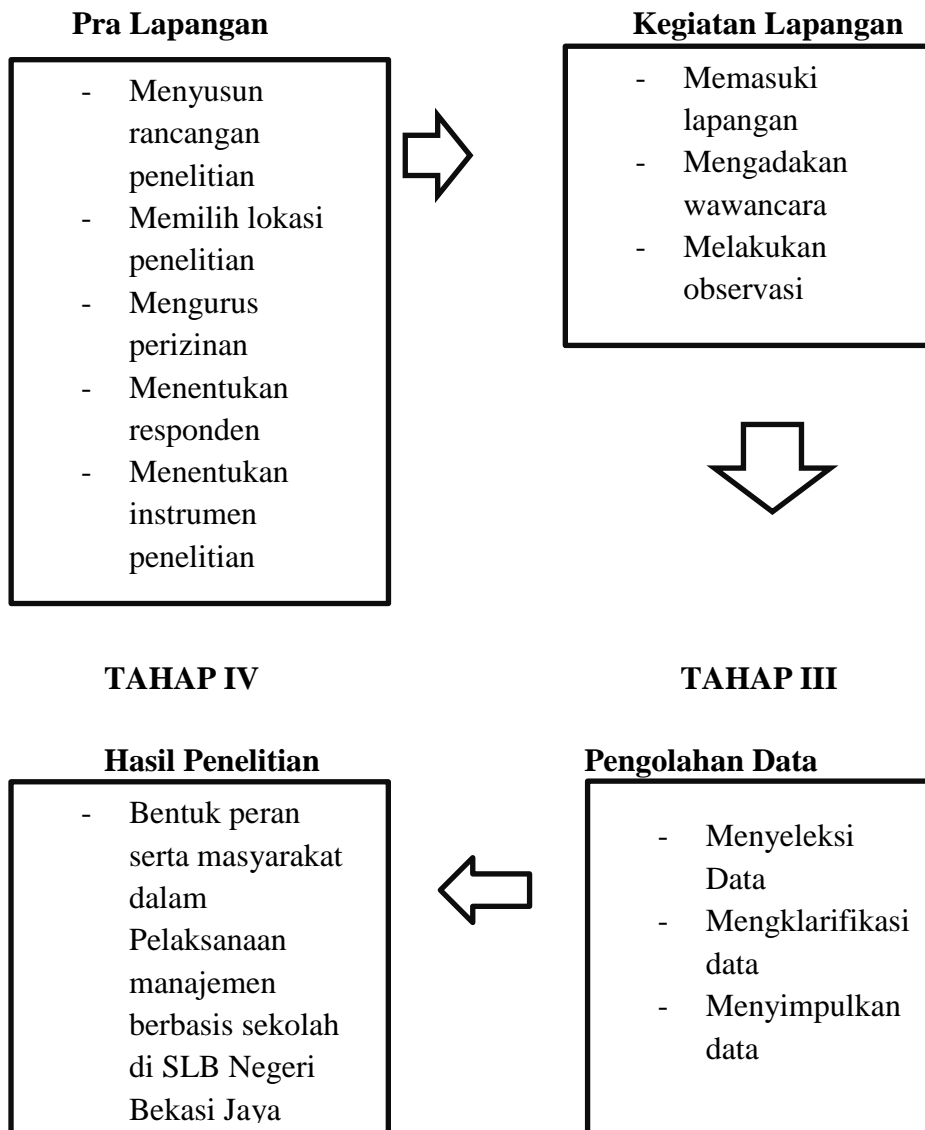 Pra Lapangan
- Menyusun
rancangan
penelitian
- Memilih lokasi
penelitian
- Mengurus
perizinan
- Menentukan
responden
- Menentukan
instrumen
penelitian
Kegiatan Lapangan
- Memasuki
lapangan
- Mengadakan
wawancara
- Melakukan
observasi
TAHAP III
Pengolahan Data
- Menyeleksi
Data
- Mengklarifikasi
data
- Menyimpulkan
data
TAHAP IV
Hasil Penelitian
- Bentuk peran
serta masyarakat
dalam
Pelaksanaan
manajemen
berbasis sekolah
di SLB Negeri
Bekasi Jaya